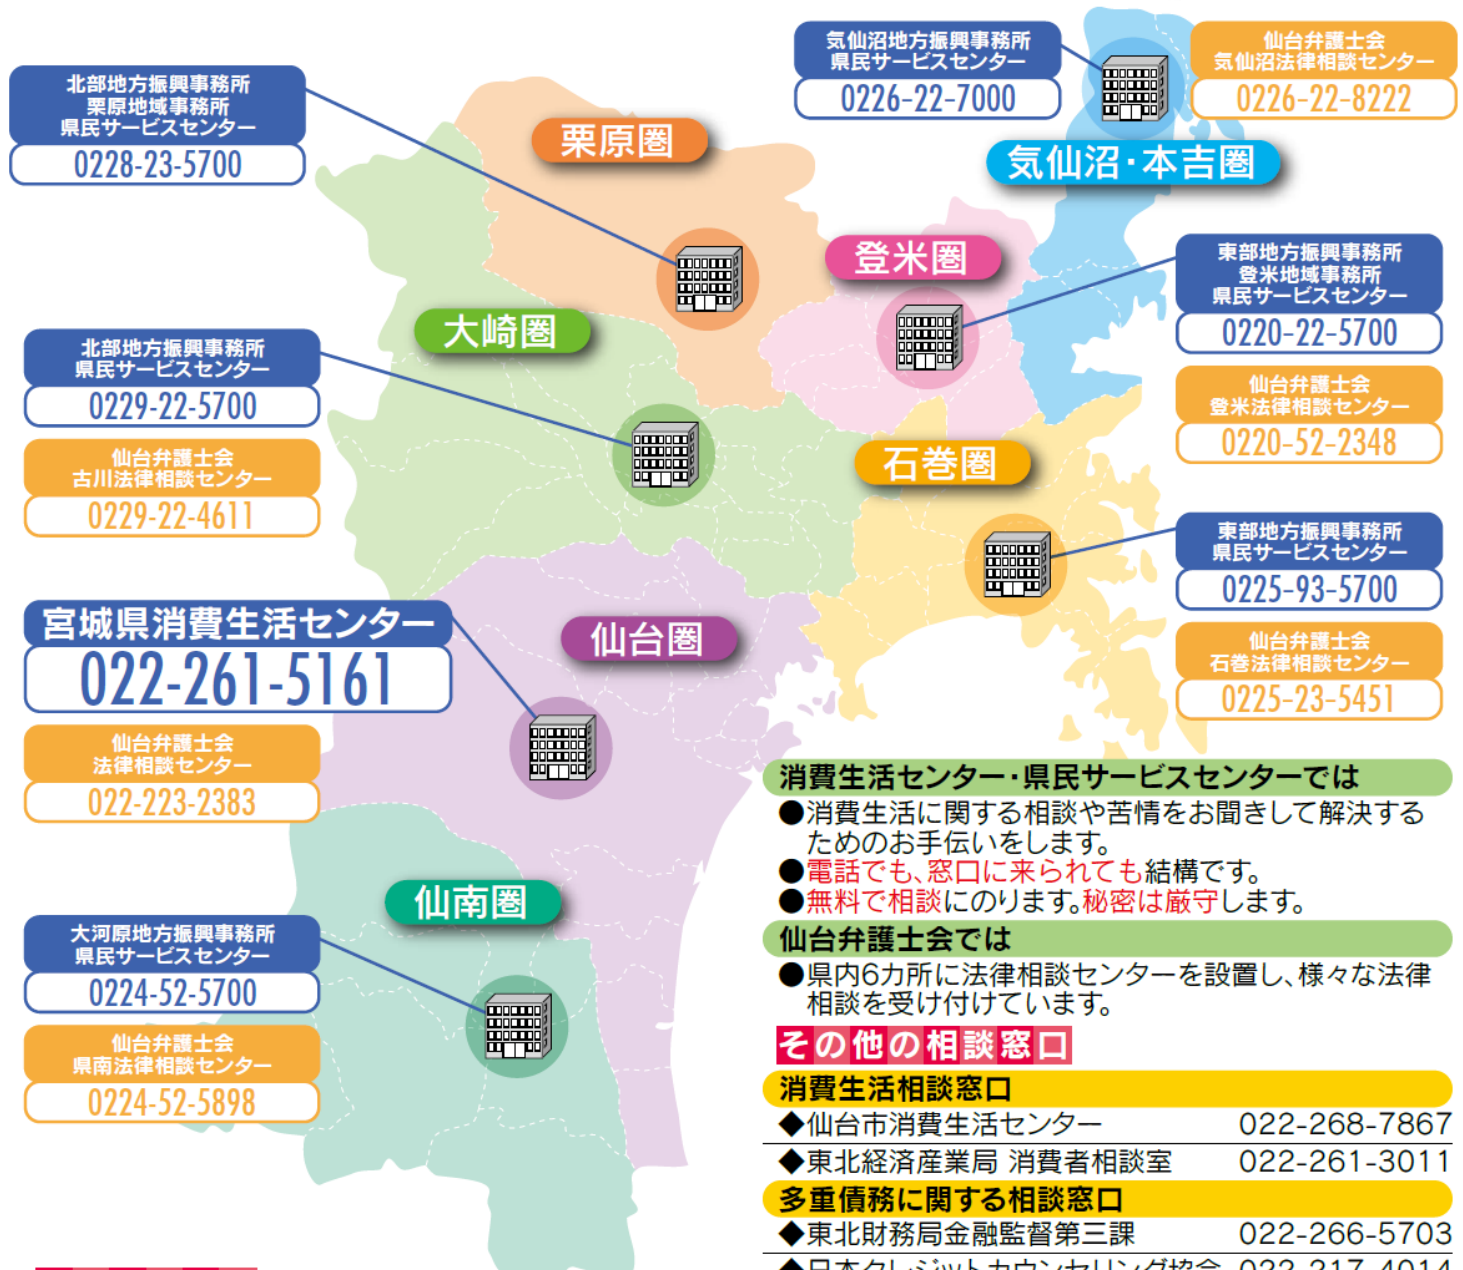 気仙沼地方振興事務所
県民サービスセンター
0226-22-7000
仙台弁護士会
気仙沼法律相談センター
0226-22-8222
北部地方振興事務所
栗原地域事務所
県民サービスセンター
0228-23-5700
栗原圏
気仙沼・本吉圏
登米圏
東部地方振興事務所
登米地域事務所
県民サービスセンター
0220-22-5700
大崎圏
北部地方振興事務所
県民サービスセンター
0229-22-5700
仙台弁護士会
登米法律相談センター
0220-52-2348
仙台弁護士会
古川法律相談センター
0229-22-4611
石巻圏
東部地方振興事務所
県民サービスセンター
0225-93-5700
宮城県消費生活センター
022-261-5161
仙台圏
仙台弁護士会
石巻法律相談センター
0225-23-5451
仙台弁護士会
法律相談センター
022-223-2383
仙南圏
大河原地方振興事務所
県民サービスセンター
0224-52-5700
仙台弁護士会
県南法律相談センター
0224-52-5898
消費生活センター・県民サービスセンターでは
●消費生活に関する相談や苦情をお聞きして解決する
ためのお手伝いをします。
●電話でも、窓口に来られても結構です。
●無料で相談にのります。秘密は厳守します。
仙台弁護士会では
●県内6カ所に法律相談センターを設置し、様々な法律
相談を受け付けています。
その他の相談窓口
消費生活相談窓口
◆仙台市消費生活センター 022-268-7867
◆東北経済産業局 消費者相談室 022-261-3011
多重債務に関する相談窓口
◆東北財務局金融監督第三課 022-266-5703
◆日本クレジットカウンセリング協会 022-217-4014